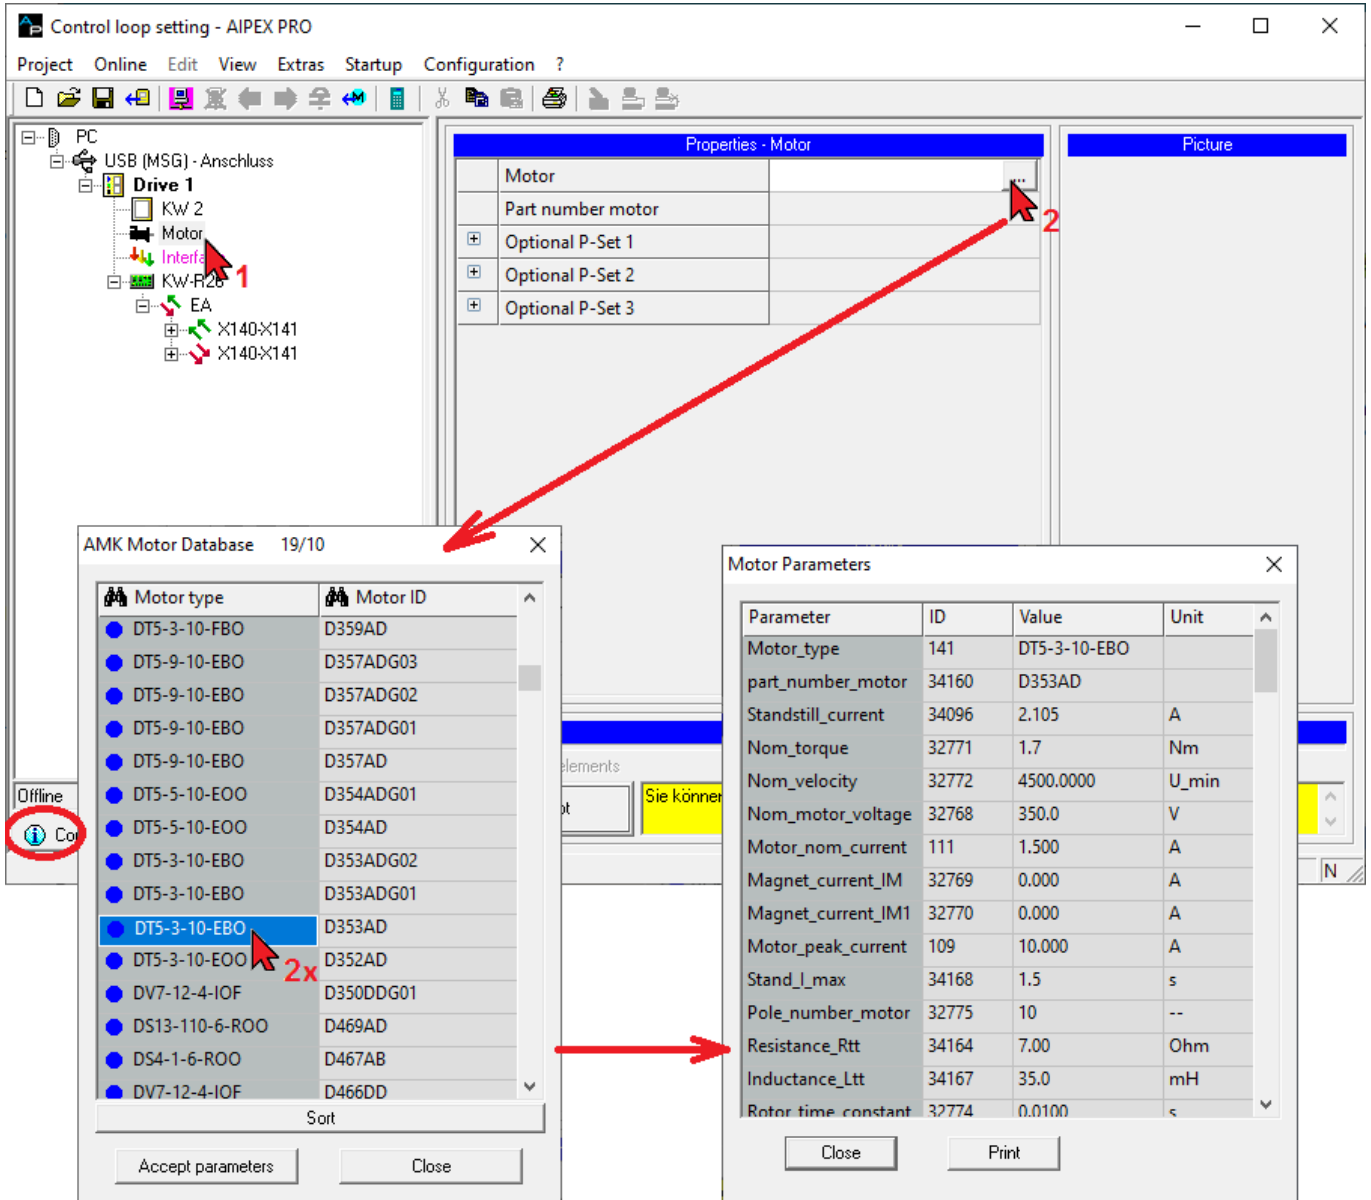 Control loop setting - AIPEX PRO
Project Online Edit View Extras Startup Configuration ?
PC
USB (MSG) - Anschluss
Drive 1
KW 2
Motor
Interfa
KW-R26
EA
X140-X141
X140-X141
1
Properties - Motor
Motor ...
Part number motor
Optional P-Set 1
Optional P-Set 2
Optional P-Set 3
2
Picture
Offline
Co
elements
Sie können
N
AMK Motor Database 19/10
Motor type Motor ID
DT5-3-10-FBO D359AD
DT5-9-10-EBO D357ADG03
DT5-9-10-EBO D357ADG02
DT5-9-10-EBO D357ADG01
DT5-9-10-EBO D357AD
DT5-5-10-EOO D354ADG01
DT5-5-10-EOO D354AD
DT5-3-10-EBO D353ADG02
DT5-3-10-EBO D353ADG01
DT5-3-10-EBO D353AD
DT5-3-10-EOO D352AD
2x
DV7-12-4-IOF D350DDG01
DS13-110-6-ROO D469AD
DS4-1-6-ROO D467AB
DV7-12-4-IOF D466DD
Sort
Accept parameters Close
Motor Parameters
Parameter ID Value Unit
Motor_type 141 DT5-3-10-EBO
part_number_motor 34160 D353AD
Standstill_current 34096 2.105 A
Nom_torque 32771 1.7 Nm
Nom_velocity 32772 4500.0000 U_min
Nom_motor_voltage 32768 350.0 V
Motor_nom_current 111 1.500 A
Magnet_current_IM 32769 0.000 A
Magnet_current_IM1 32770 0.000 A
Motor_peak_current 109 10.000 A
Stand_I_max 34168 1.5 s
Pole_number_motor 32775 10 --
Resistance_Rtt 34164 7.00 Ohm
Inductance_Ltt 34167 35.0 mH
Rotor_time_constant 32774 0.0100 s
Close Print